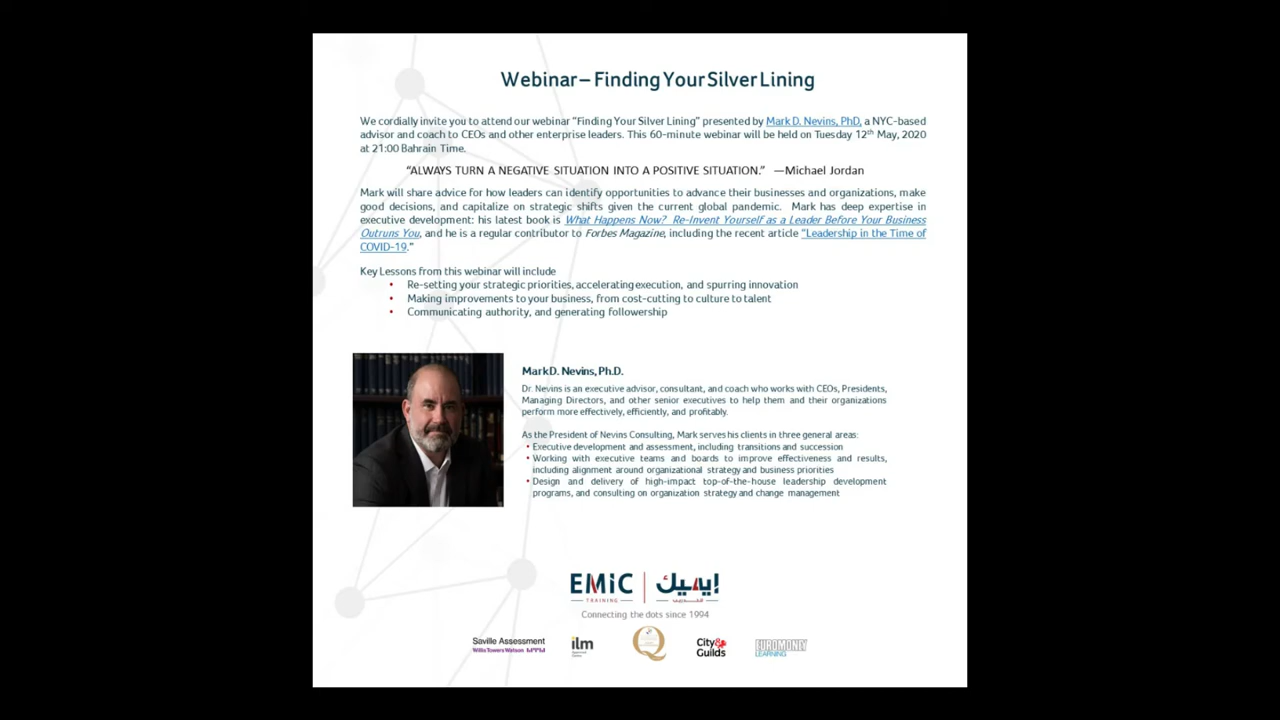 Webinar – Finding Your Silver Lining
We cordially invite you to attend our webinar "Finding Your Silver Lining" presented by Mark D. Nevins, PhD, a NYC-based
advisor and coach to CEOs and other enterprise leaders. This 60-minute webinar will be held on Tuesday 12th May, 2020
at 21:00 Bahrain Time.
"ALWAYS TURN A NEGATIVE SITUATION INTO A POSITIVE SITUATION." —Michael Jordan
Mark will share advice for how leaders can identify opportunities to advance their businesses and organizations, make
good decisions, and capitalize on strategic shifts given the current global pandemic. Mark has deep expertise in
executive development: his latest book is What Happens Now? Re-Invent Yourself as a Leader Before Your Business
Outruns You, and he is a regular contributor to Forbes Magazine, including the recent article "Leadership in the Time of
COVID-19."
Key Lessons from this webinar will include
• Re-setting your strategic priorities, accelerating execution, and spurring innovation
• Making improvements to your business, from cost-cutting to culture to talent
• Communicating authority, and generating followership
Mark D. Nevins, Ph.D.
Dr. Nevins is an executive advisor, consultant, and coach who works with CEOs, Presidents,
Managing Directors, and other senior executives to help them and their organizations
perform more effectively, efficiently, and profitably.
As the President of Nevins Consulting, Mark serves his clients in three general areas:
• Executive development and assessment, including transitions and succession
• Working with executive teams and boards to improve effectiveness and results,
including alignment around organizational strategy and business priorities
• Design and delivery of high-impact top-of-the-house leadership development
programs, and consulting on organization strategy and change management
EMiC | إيميك
TRAINING للتدريب
Connecting the dots since 1994
Saville Assessment
Willis Towers Watson
ilm
Q
City& Guilds
EUROMONEY
LEARNING